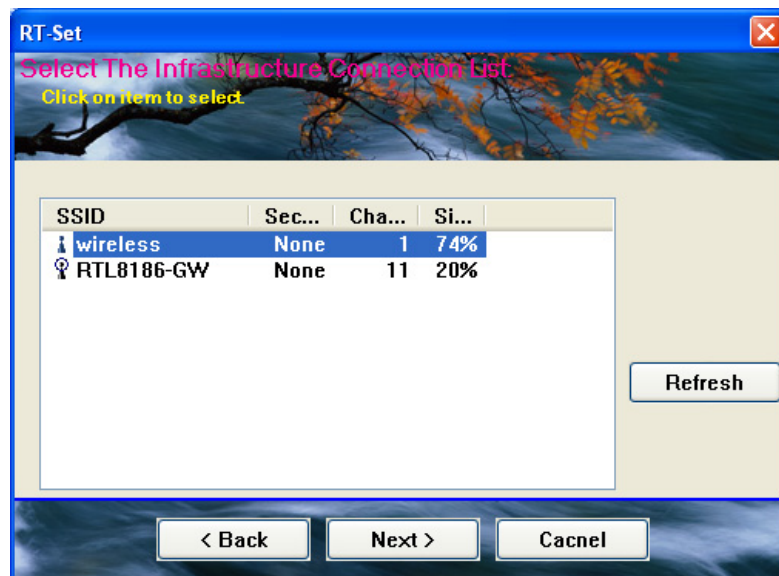 RT-Set
Select The Infrastructure Connection List.
Click on item to select.
SSID Sec... Cha... Si...
wireless None 1 74%
RTL8186-GW None 11 20%
Refresh
< Back Next > Cacnel